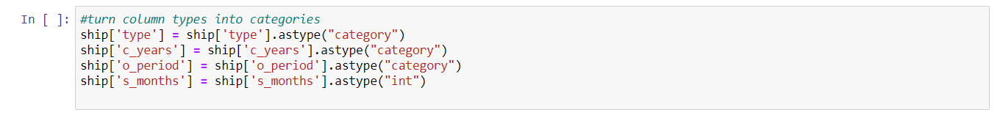 In [ ]: #turn column types into categories
ship['type'] = ship['type'].astype("category")
ship['c_years'] = ship['c_years'].astype("category")
ship['o_period'] = ship['o_period'].astype("category")
ship['s_months'] = ship['s_months'].astype("int")